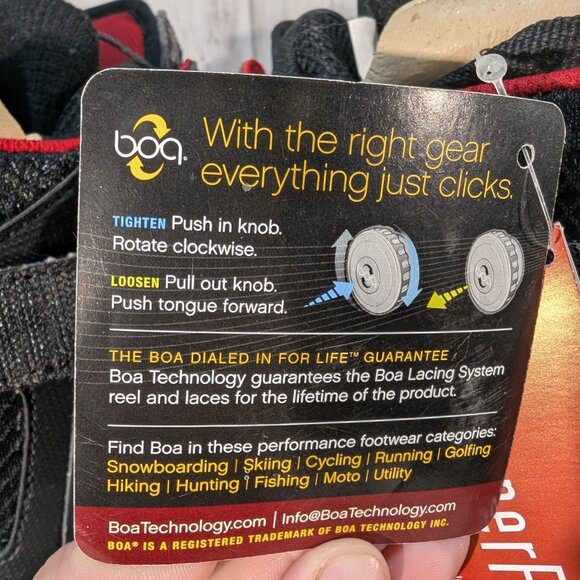 boa®
With the right gear
everything just clicks.
TIGHTEN Push in knob.
Rotate clockwise.
LOOSEN Pull out knob.
Push tongue forward.
THE BOA DIALED IN FOR LIFE™ GUARANTEE
Boa Technology guarantees the Boa Lacing System
reel and laces for the lifetime of the product.
Find Boa in these performance footwear categories:
Snowboarding | Skiing | Cycling | Running | Golfing
Hiking | Hunting | Fishing | Moto | Utility
BoaTechnology.com | Info@BoaTechnology.com
BOA® IS A REGISTERED TRADEMARK OF BOA TECHNOLOGY INC.